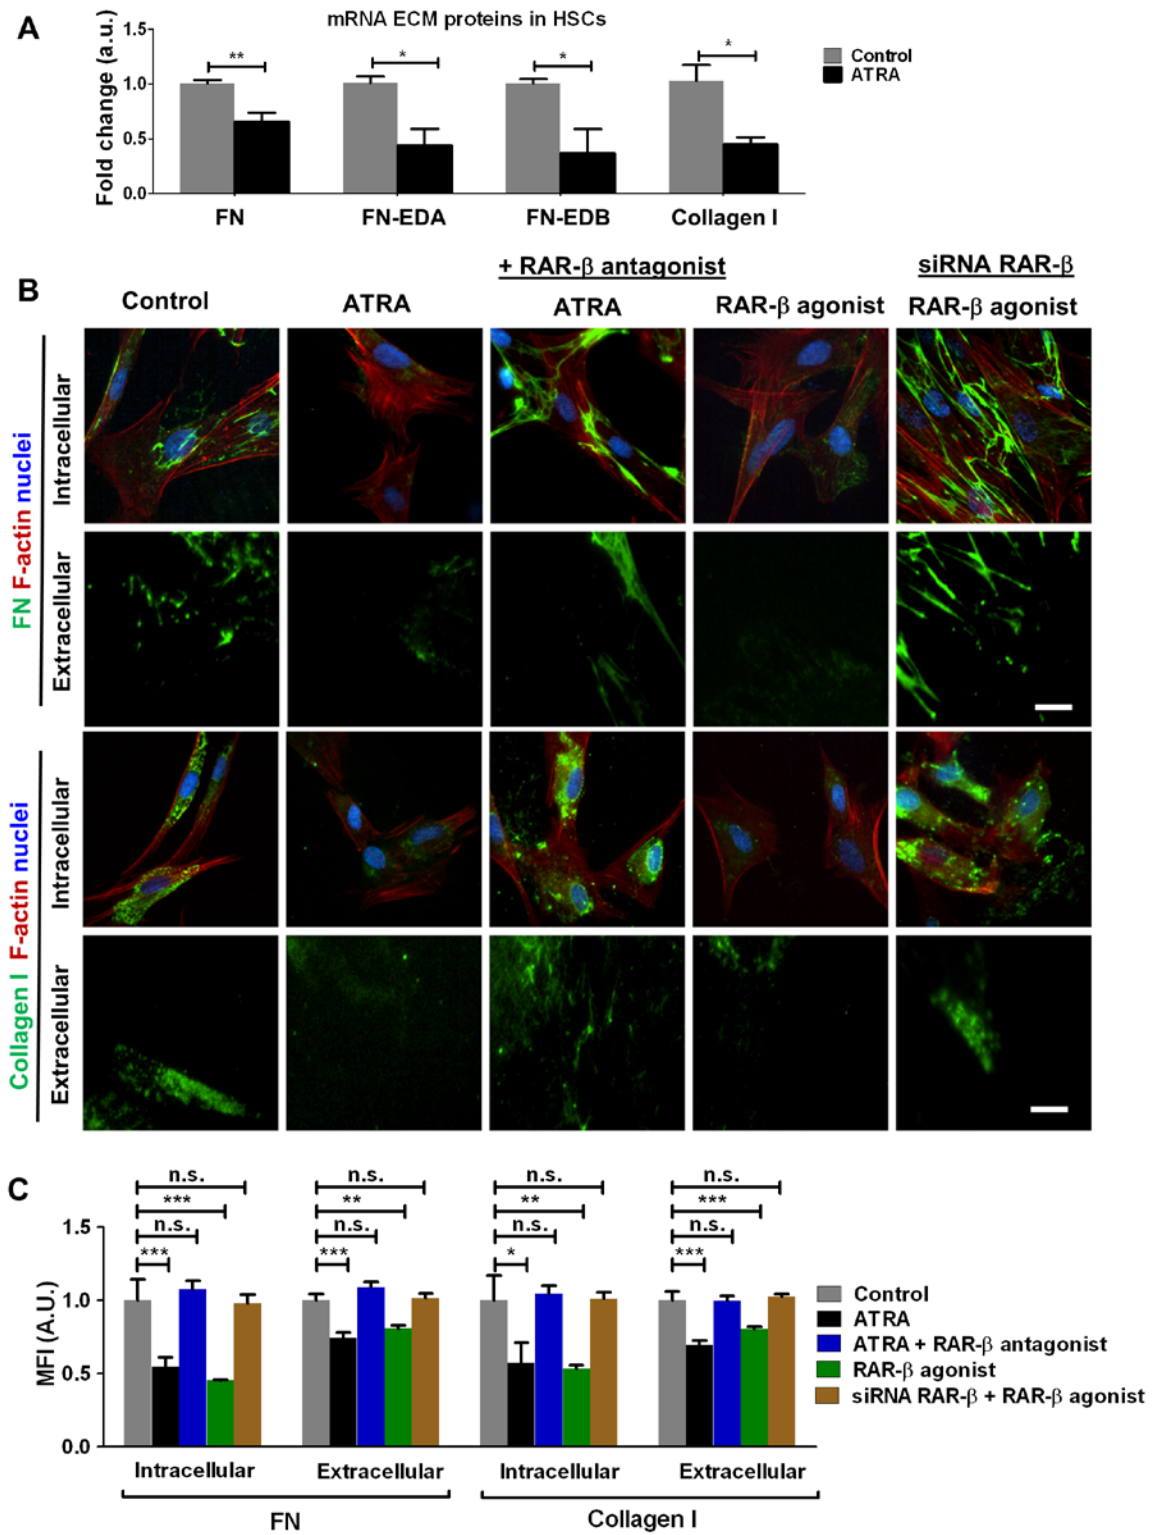 A
mRNA ECM proteins in HSCs
Fold change (a.u.)
1.5
1.0
0.5
0.0
**
*
*
*
Control
ATRA
FN
FN-EDA
FN-EDB
Collagen I
B
+ RAR-β antagonist
siRNA RAR-β
Control
ATRA
ATRA
RAR-β agonist
RAR-β agonist
FN F-actin nuclei
Intracellular
Extracellular
Collagen I F-actin nuclei
Intracellular
Extracellular
C
n.s.
n.s.
n.s.
n.s.
***
**
**
***
n.s.
n.s.
n.s.
n.s.
***
***
*
***
MFI (A.U.)
1.5
1.0
0.5
0.0
Control
ATRA
ATRA + RAR-β antagonist
RAR-β agonist
siRNA RAR-β + RAR-β agonist
Intracellular
Extracellular
Intracellular
Extracellular
FN
Collagen I